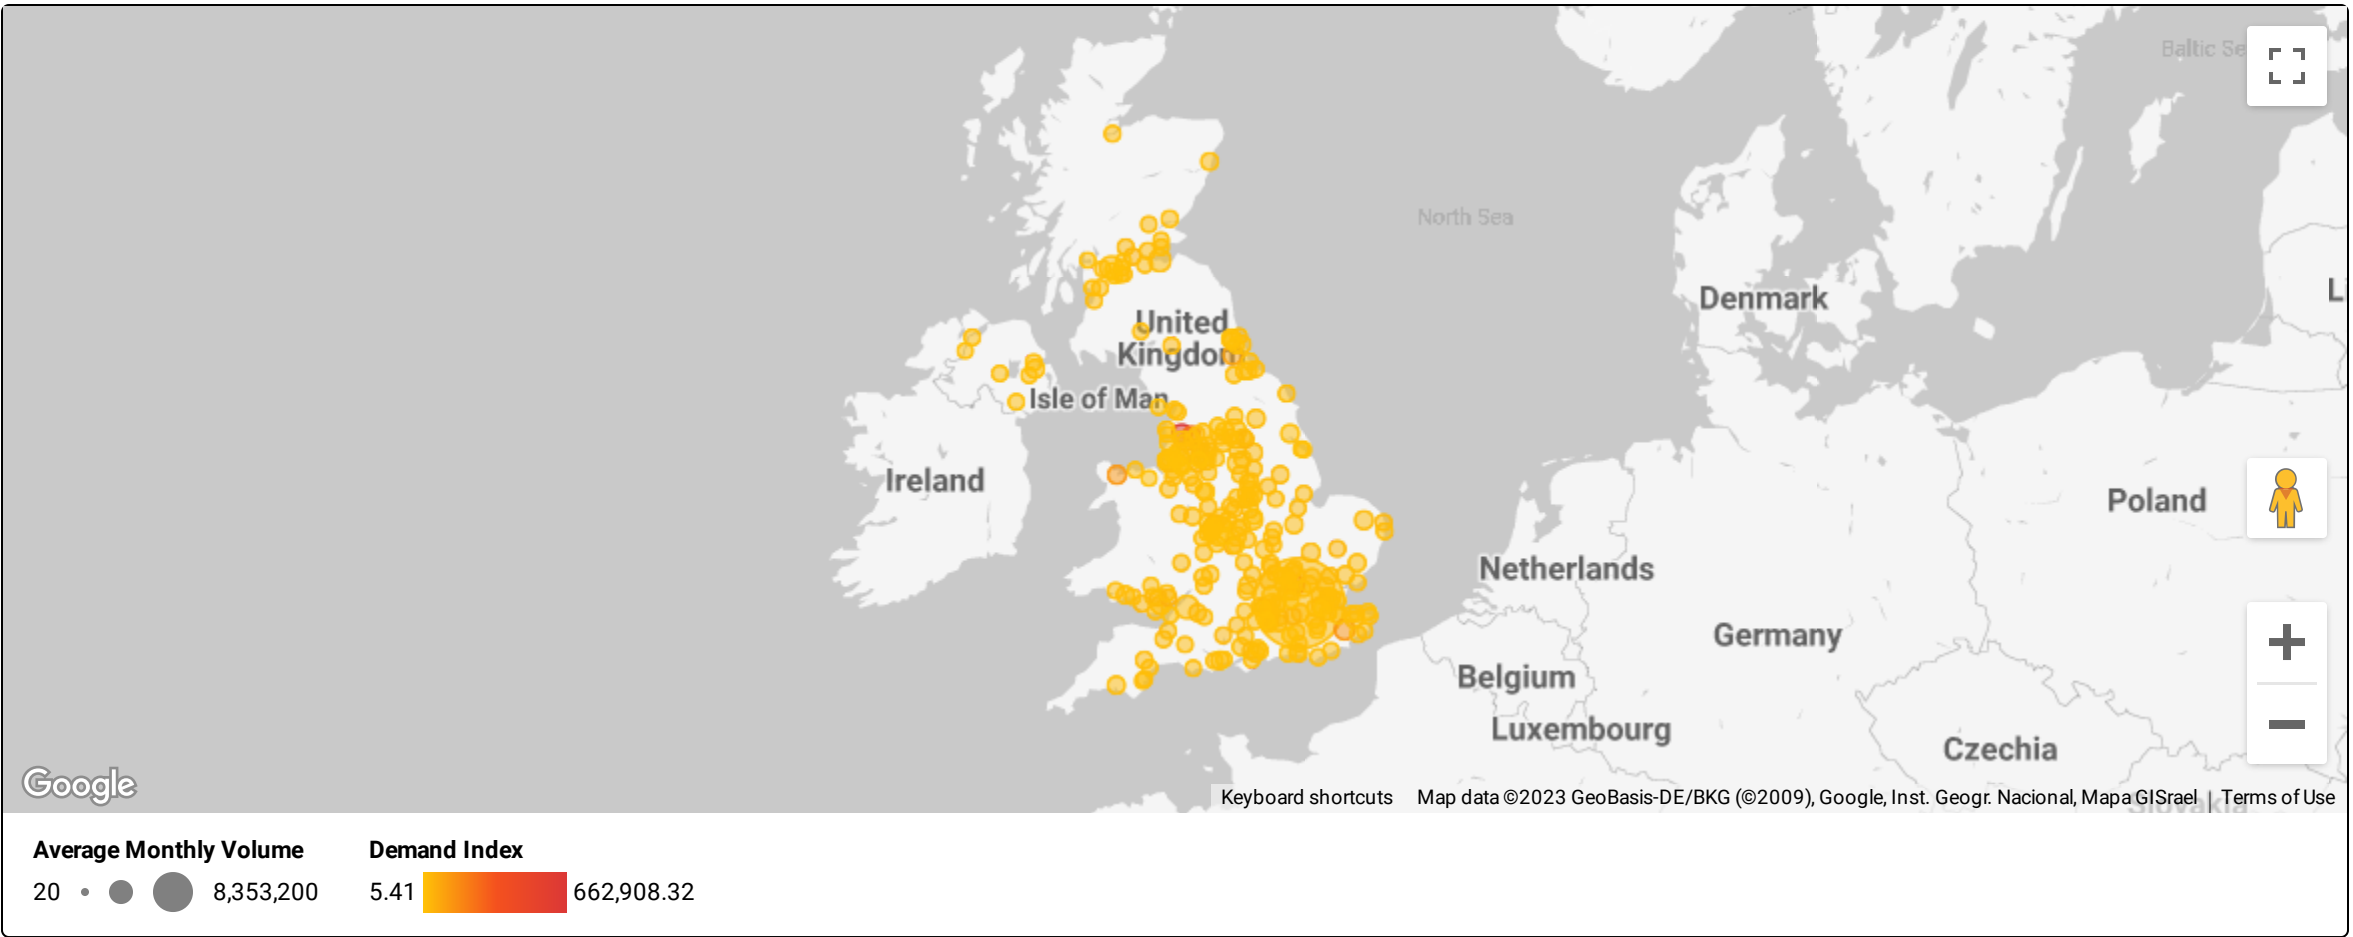 Baltic Se
North Sea
Denmark
Li
United
Kingdom
Isle of Man
Ireland
Poland
Netherlands
Germany
Belgium
Luxembourg
Czechia
Slovakia
Google
Keyboard shortcuts
Map data ©2023 GeoBasis-DE/BKG (©2009), Google, Inst. Geogr. Nacional, Mapa GISrael
Terms of Use
Average Monthly Volume
Demand Index
20
8,353,200
5.41
662,908.32